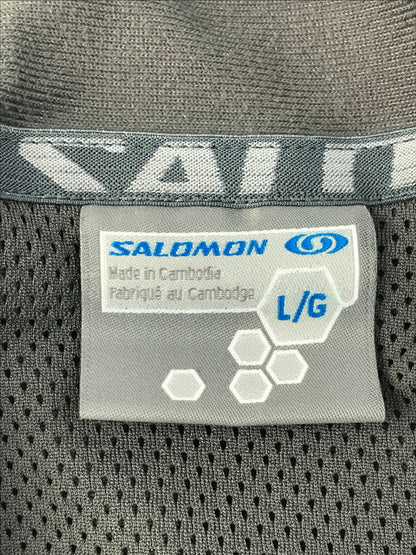 SALOMON
Made in Cambodia
Fabriqué au Cambodge
L/G